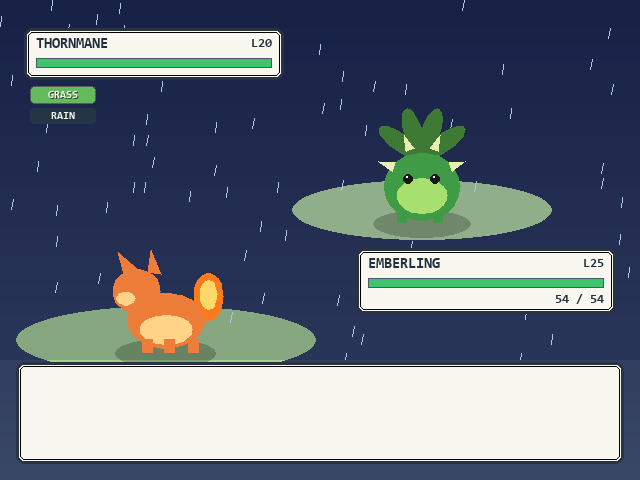 THORNMANE L20
GRASS
RAIN
EMBERLING L25
54 / 54